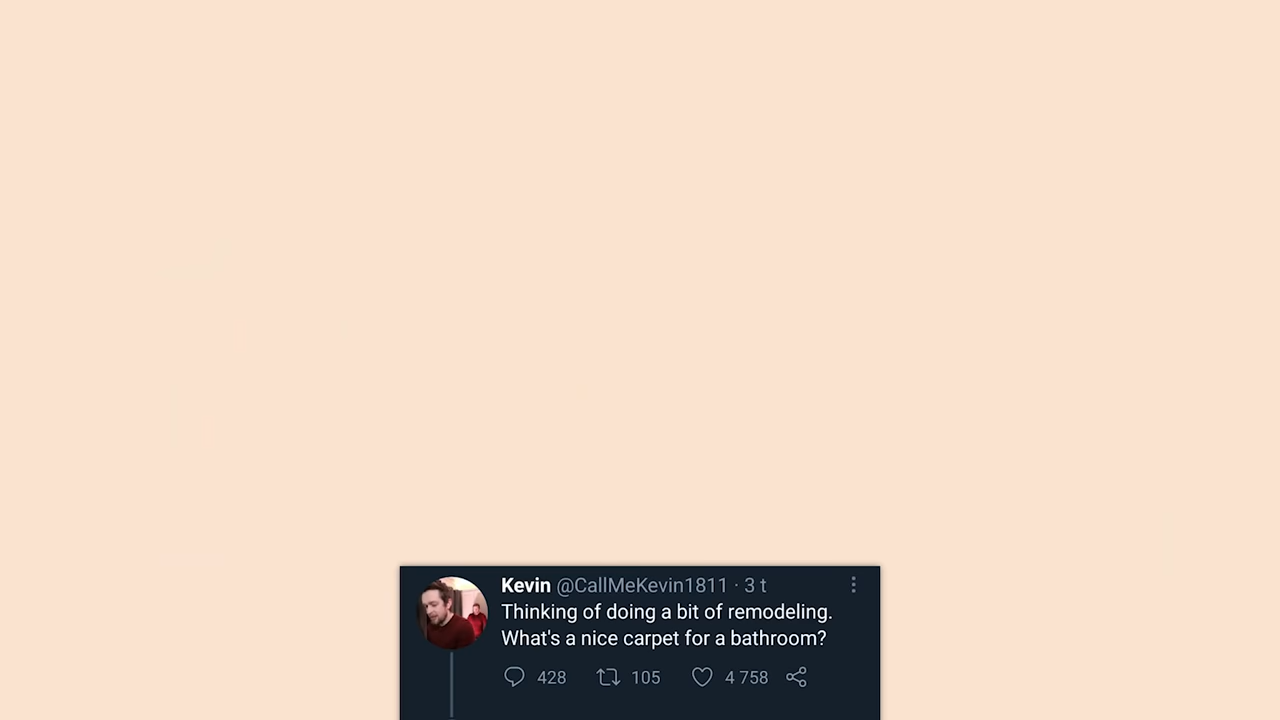 Kevin @CallMeKevin1811 · 3 t
Thinking of doing a bit of remodeling.
What's a nice carpet for a bathroom?
428 105 4 758